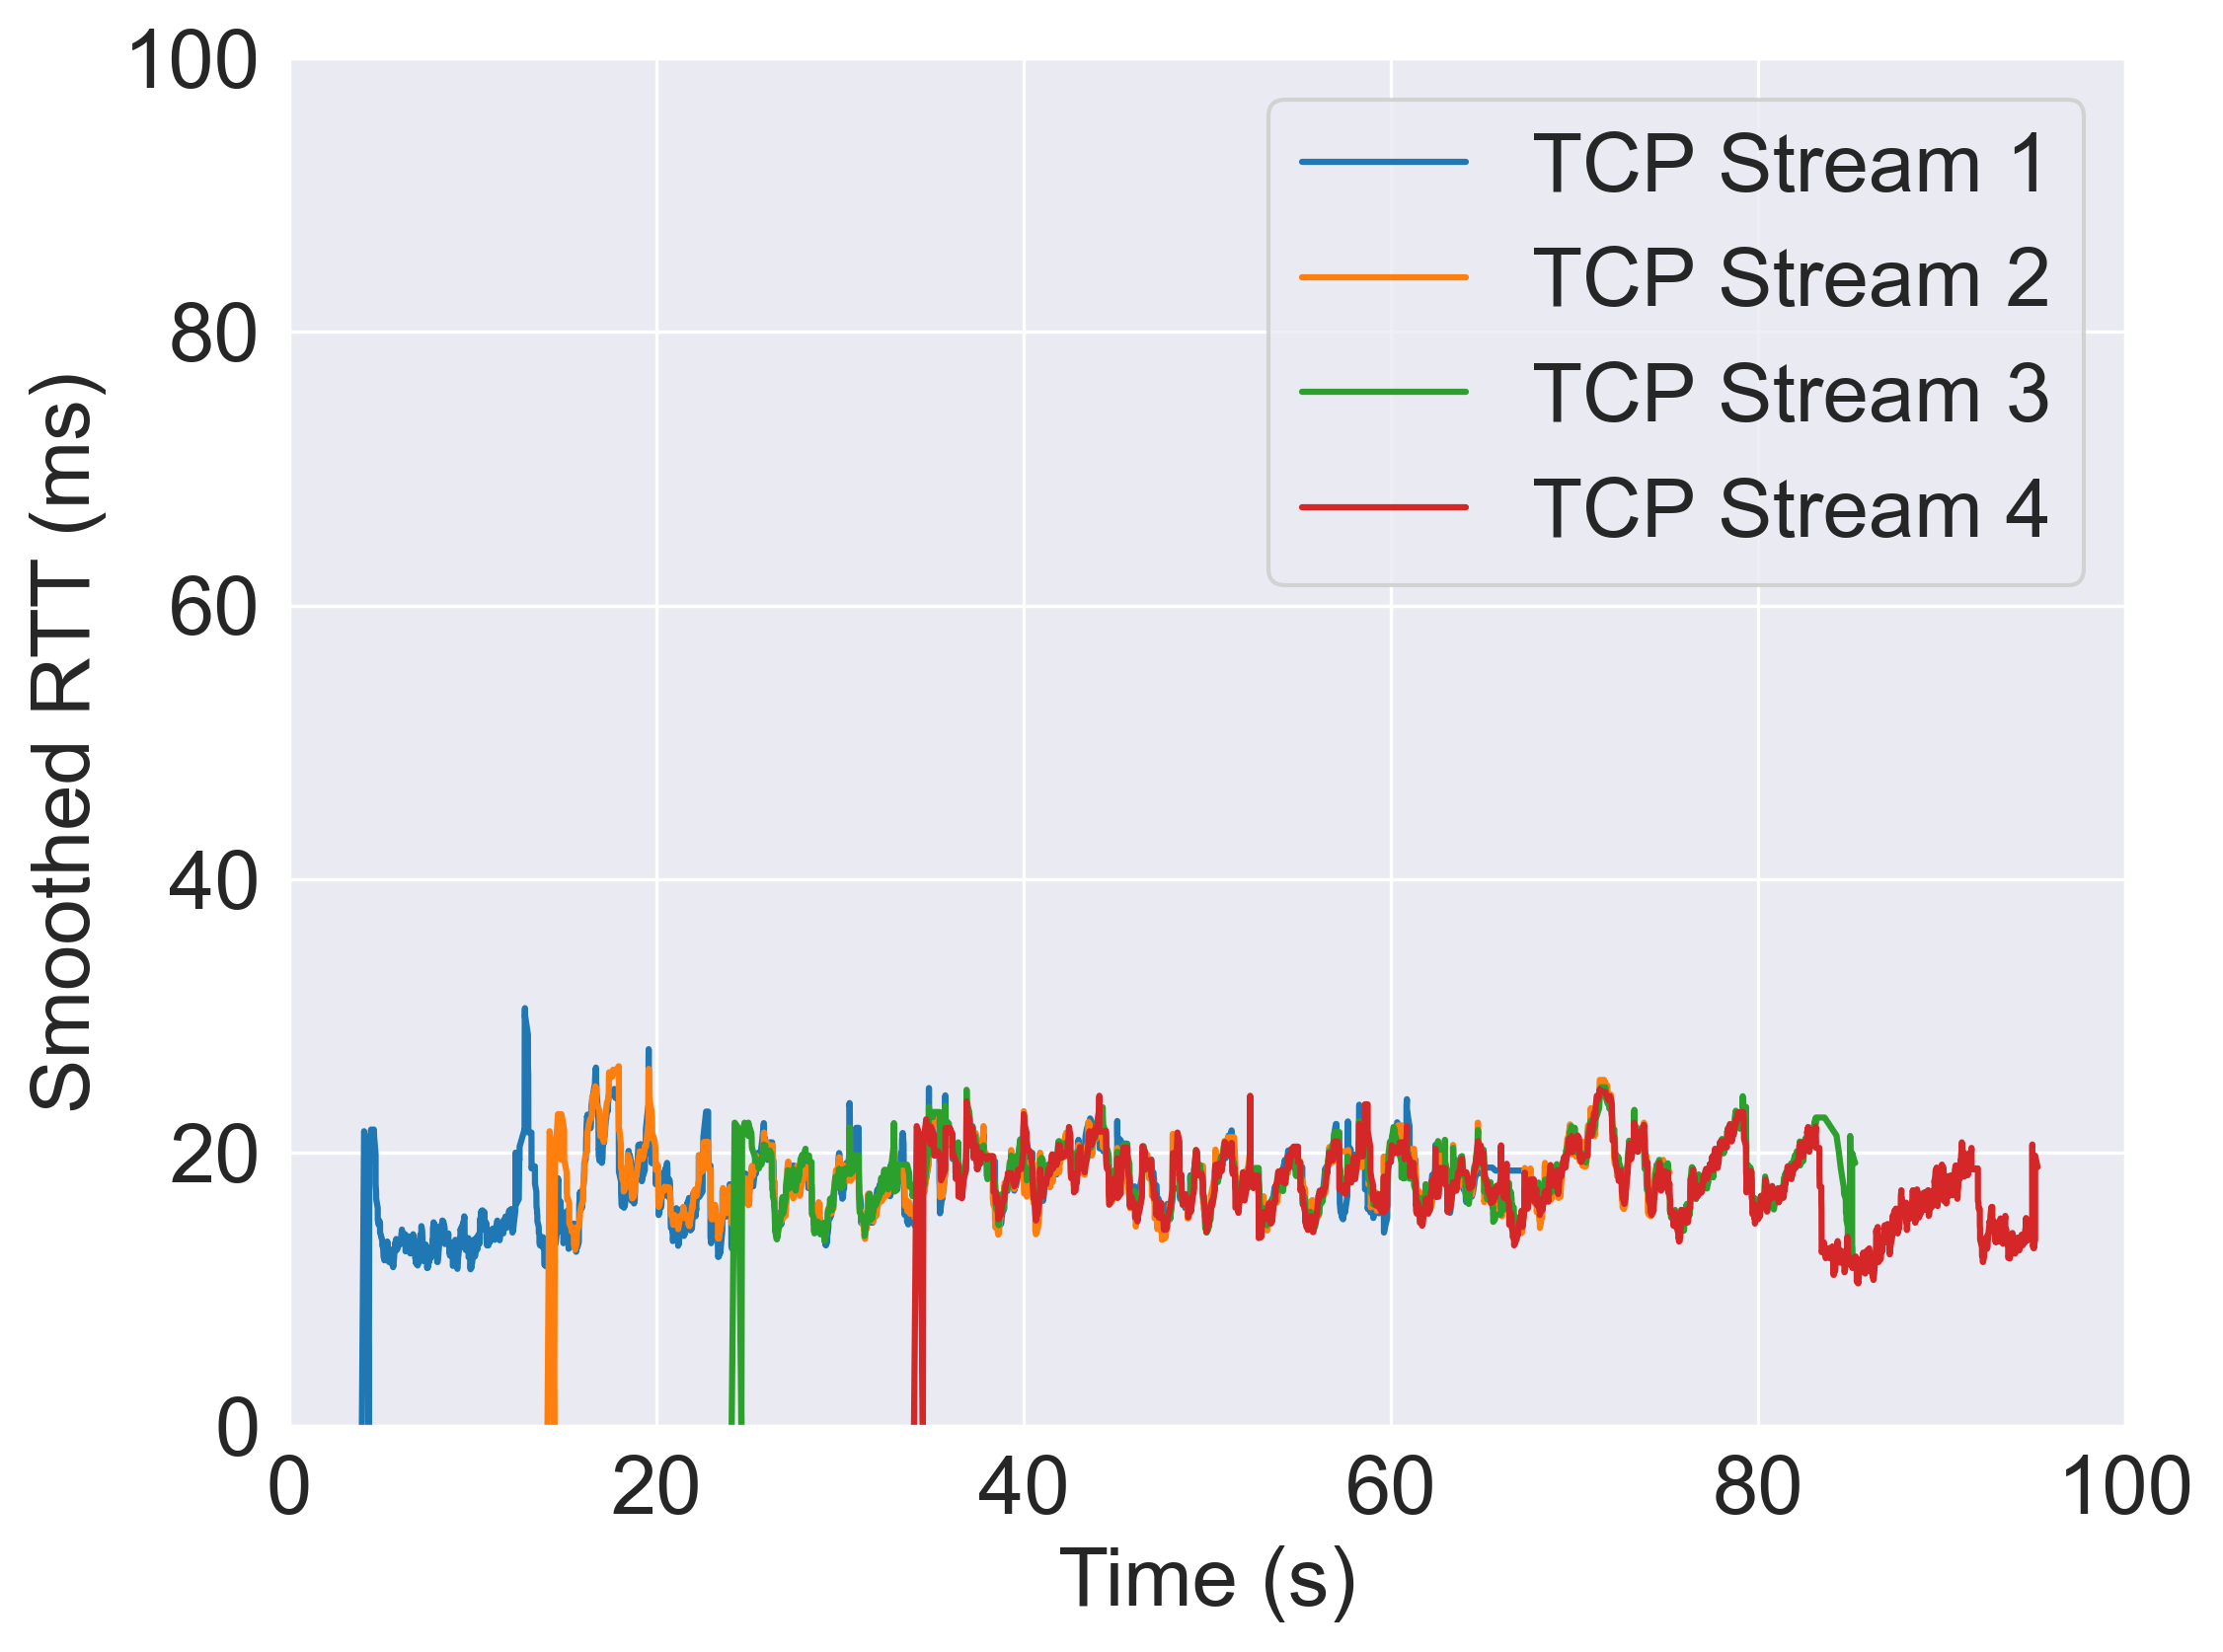 100
80
60
40
20
0
Smoothed RTT (ms)
TCP Stream 1
TCP Stream 2
TCP Stream 3
TCP Stream 4
0 20 40 60 80 100
Time (s)